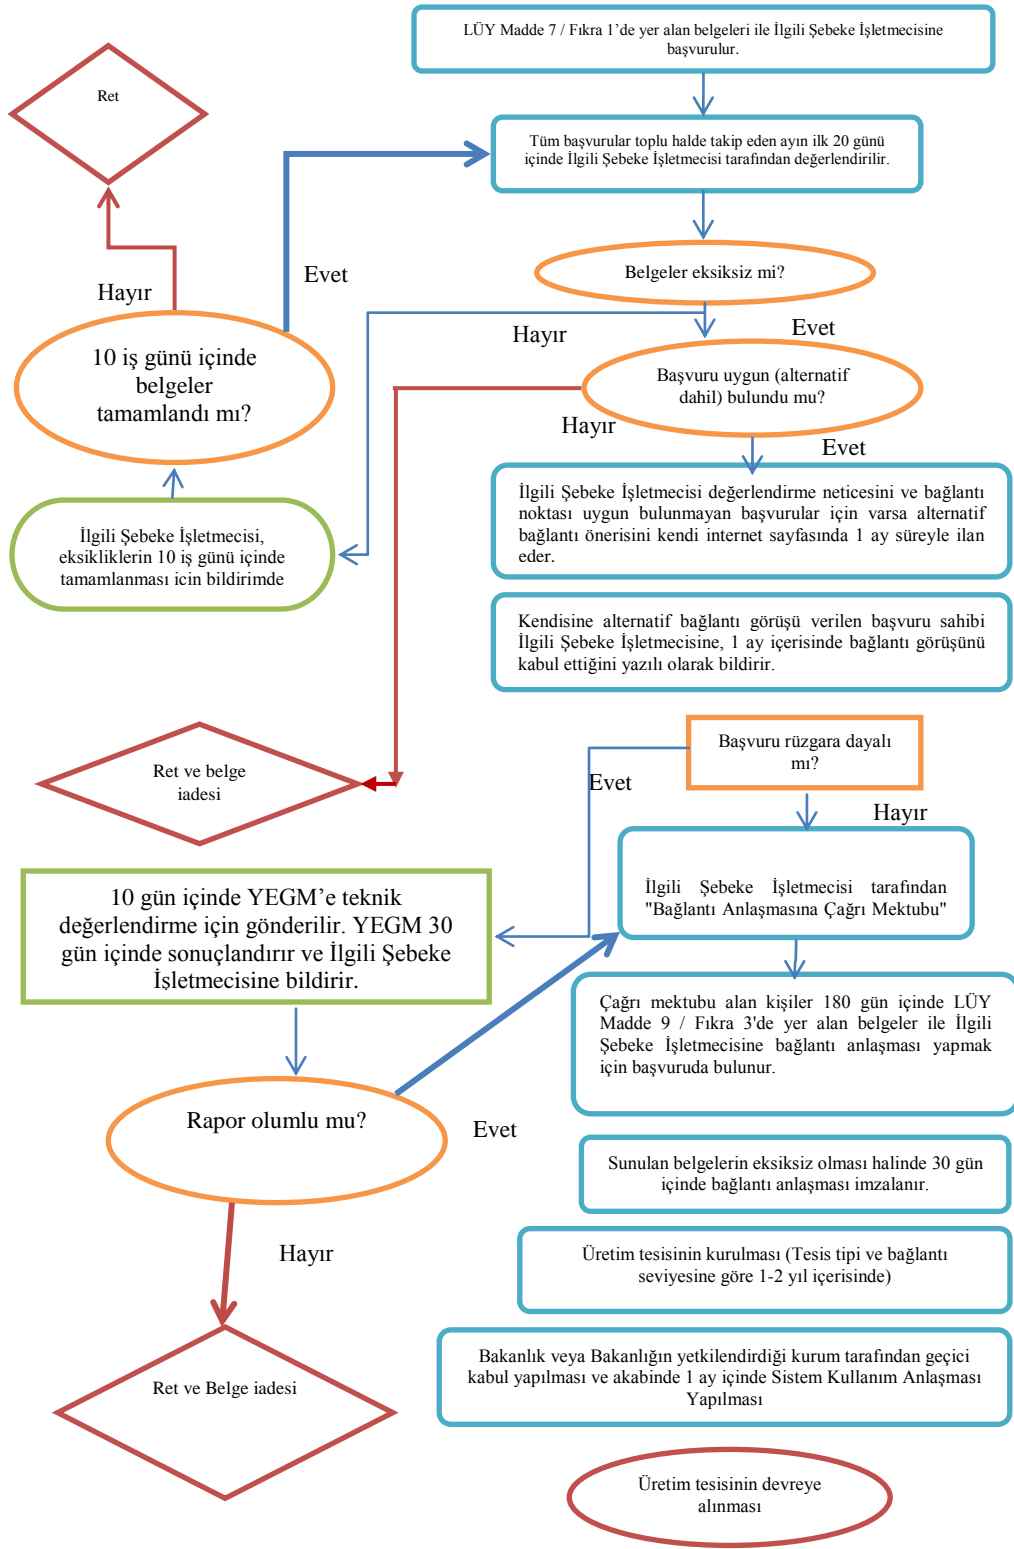 LÜY Madde 7 / Fıkra 1’de yer alan belgeleri ile İlgili Şebeke İşletmecisine
başvurulur.
Ret
Tüm başvurular toplu halde takip eden ayın ilk 20 günü
içinde İlgili Şebeke İşletmecisi tarafından değerlendirilir.
Belgeler eksiksiz mi?
Evet
Hayır
Hayır
Evet
10 iş günü içinde
belgeler
tamamlandı mı?
Başvuru uygun (alternatif
dahil) bulundu mu?
Hayır
Evet
İlgili Şebeke İşletmecisi değerlendirme neticesini ve bağlantı
noktası uygun bulunmayan başvurular için varsa alternatif
bağlantı önerisini kendi internet sayfasında 1 ay süreyle ilan
eder.
İlgili Şebeke İşletmecisi,
eksikliklerin 10 iş günü içinde
tamamlanması icin bildirimde
Kendisine alternatif bağlantı görüşü verilen başvuru sahibi
İlgili Şebeke İşletmecisine, 1 ay içerisinde bağlantı görüşünü
kabul ettiğini yazılı olarak bildirir.
Başvuru rüzgara dayalı
mı?
Ret ve belge
iadesi
Evet
Hayır
İlgili Şebeke İşletmecisi tarafından
"Bağlantı Anlaşmasına Çağrı Mektubu"
10 gün içinde YEGM’e teknik
değerlendirme için gönderilir. YEGM 30
gün içinde sonuçlandırır ve İlgili Şebeke
İşletmecisine bildirir.
Çağrı mektubu alan kişiler 180 gün içinde LÜY
Madde 9 / Fıkra 3'de yer alan belgeler ile İlgili
Şebeke İşletmecisine bağlantı anlaşması yapmak
için başvuruda bulunur.
Rapor olumlu mu?
Evet
Sunulan belgelerin eksiksiz olması halinde 30 gün
içinde bağlantı anlaşması imzalanır.
Hayır
Üretim tesisinin kurulması (Tesis tipi ve bağlantı
seviyesine göre 1-2 yıl içerisinde)
Bakanlık veya Bakanlığın yetkilendirdiği kurum tarafından geçici
kabul yapılması ve akabinde 1 ay içinde Sistem Kullanım Anlaşması
Yapılması
Ret ve Belge iadesi
Üretim tesisinin devreye
alınması